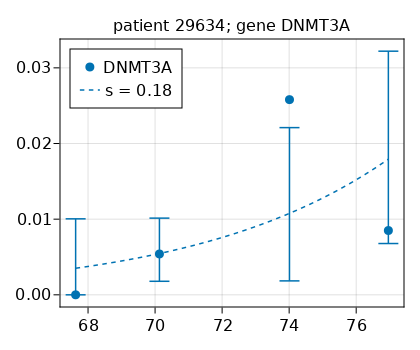 patient 29634; gene DNMT3A
DNMT3A
s = 0.18
0.03
0.02
0.01
0.00
68 70 72 74 76